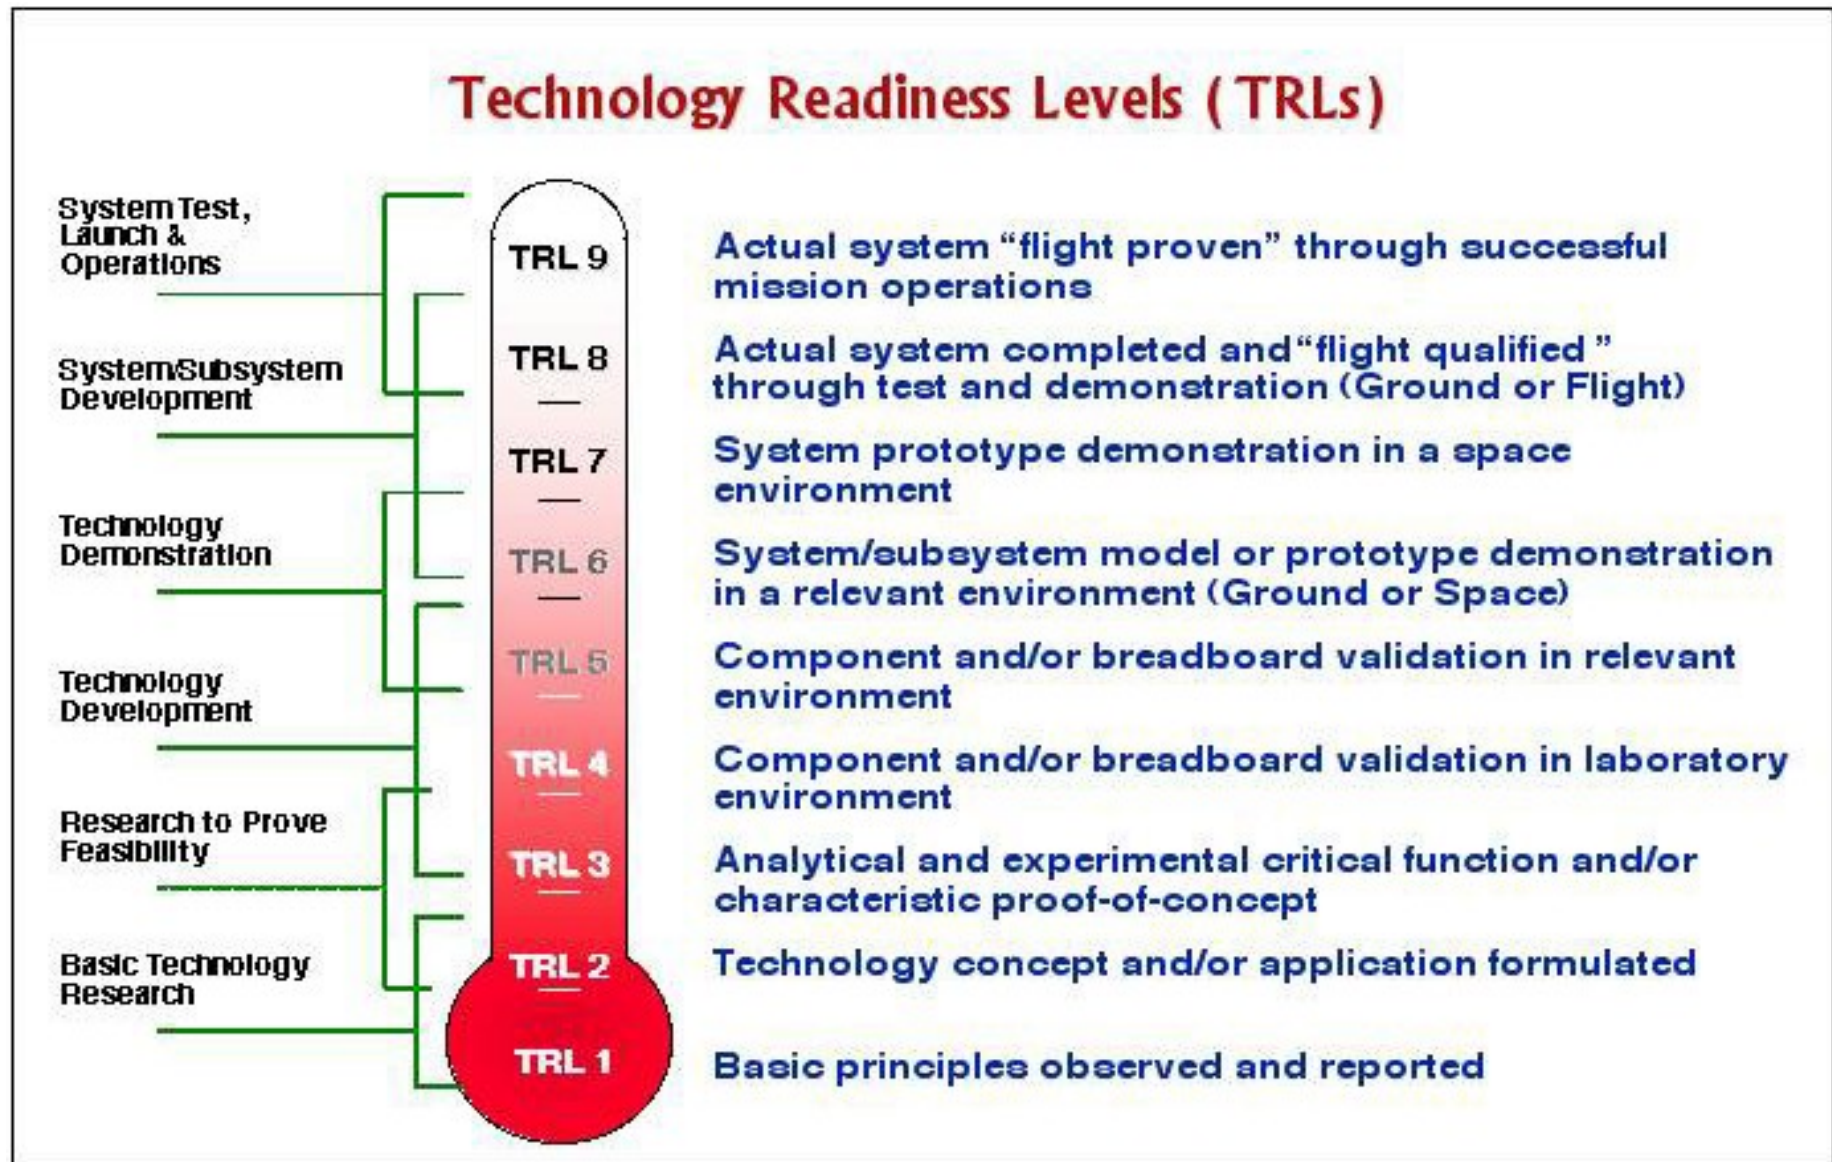 Technology Readiness Levels (TRLs)
System Test,
Launch &
Operations
System/Subsystem
Development
Technology
Demonstration
Technology
Development
Research to Prove
Feasibility
Basic Technology
Research
TRL 9
TRL 8
TRL 7
TRL 6
TRL 5
TRL 4
TRL 3
TRL 2
TRL 1
Actual system “flight proven” through successful
mission operations
Actual system completed and “flight qualified ”
through test and demonstration (Ground or Flight)
System prototype demonstration in a space
environment
System/subsystem model or prototype demonstration
in a relevant environment (Ground or Space)
Component and/or breadboard validation in relevant
environment
Component and/or breadboard validation in laboratory
environment
Analytical and experimental critical function and/or
characteristic proof-of-concept
Technology concept and/or application formulated
Basic principles observed and reported